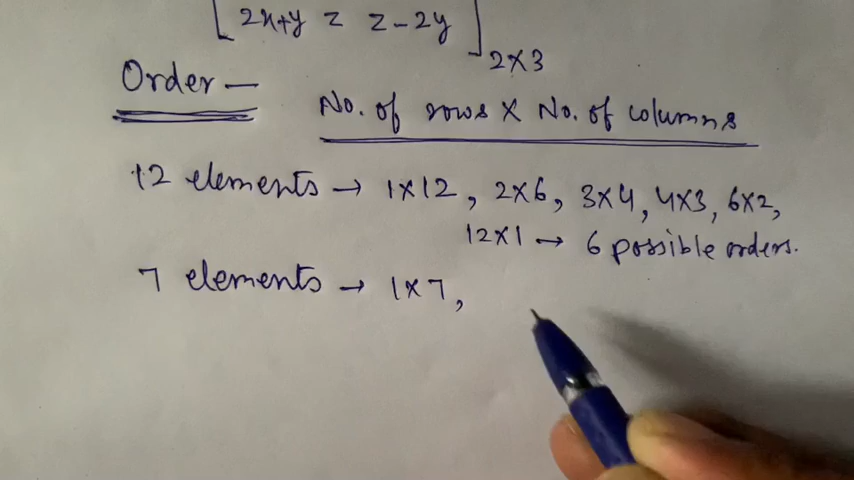 [2x+y z z-2y]2×3
Order —
No. of rows × No. of columns
12 elements → 1×12, 2×6, 3×4, 4×3, 6×2,
12×1 → 6 possible orders.
7 elements → 1×7,